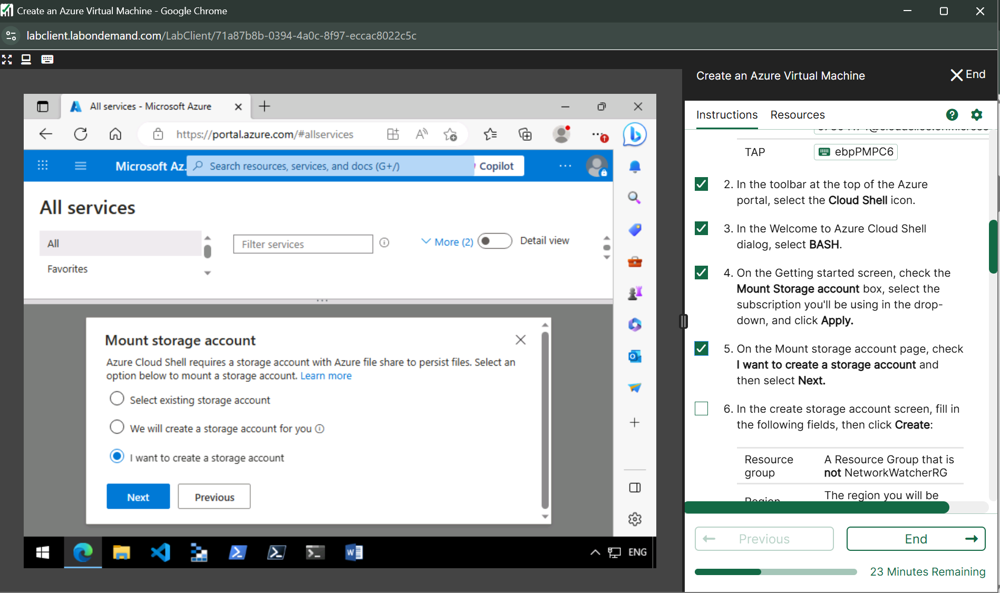 Create an Azure Virtual Machine - Google Chrome
labclient.labondemand.com/LabClient/71a87b8b-0394-4a0c-8f97-eccac8022c5c
All services - Microsoft Azure
https://portal.azure.com/#allservices
Microsoft Az.
Search resources, services, and docs (G+/)
Copilot
All services
All
Favorites
Filter services
More (2)
Detail view
Mount storage account
Azure Cloud Shell requires a storage account with Azure file share to persist files. Select an
option below to mount a storage account. Learn more
Select existing storage account
We will create a storage account for you
I want to create a storage account
Next
Previous
ENG
Create an Azure Virtual Machine
End
Instructions
Resources
TAP
ebpPMPC6
2. In the toolbar at the top of the Azure
portal, select the Cloud Shell icon.
3. In the Welcome to Azure Cloud Shell
dialog, select BASH.
4. On the Getting started screen, check the
Mount Storage account box, select the
subscription you'll be using in the drop-
down, and click Apply.
5. On the Mount storage account page, check
I want to create a storage account and
then select Next.
6. In the create storage account screen, fill in
the following fields, then click Create:
Resource
group
A Resource Group that is
not NetworkWatcherRG
Region
The region you will be
Previous
End
23 Minutes Remaining